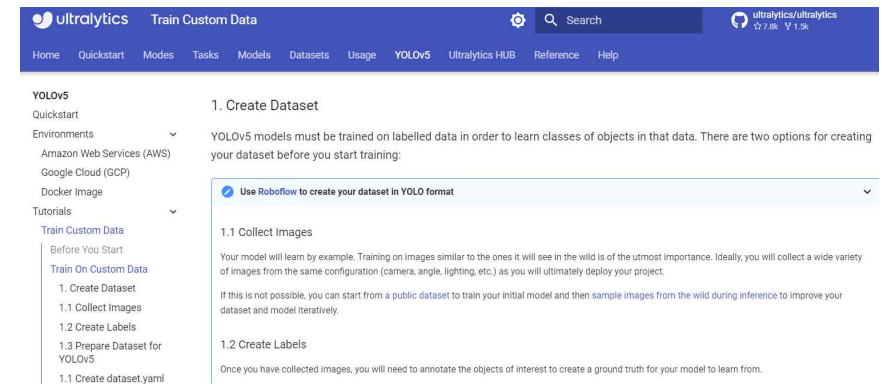 ultralytics Train Custom Data Search ultralytics/ultralytics
7.8k 1.5k
Home Quickstart Modes Tasks Models Datasets Usage YOLOv5 Ultralytics HUB Reference Help
YOLOv5
Quickstart
Environments
Amazon Web Services (AWS)
Google Cloud (GCP)
Docker Image
Tutorials
Train Custom Data
Before You Start
Train On Custom Data
1. Create Dataset
1.1 Collect Images
1.2 Create Labels
1.3 Prepare Dataset for
YOLOv5
1.1 Create dataset.yaml
1. Create Dataset
YOLOv5 models must be trained on labelled data in order to learn classes of objects in that data. There are two options for creating
your dataset before you start training:
Use Roboflow to create your dataset in YOLO format
1.1 Collect Images
Your model will learn by example. Training on images similar to the ones it will see in the wild is of the utmost importance. Ideally, you will collect a wide variety
of images from the same configuration (camera, angle, lighting, etc.) as you will ultimately deploy your project.
If this is not possible, you can start from a public dataset to train your initial model and then sample images from the wild during inference to improve your
dataset and model iteratively.
1.2 Create Labels
Once you have collected images, you will need to annotate the objects of interest to create a ground truth for your model to learn from.